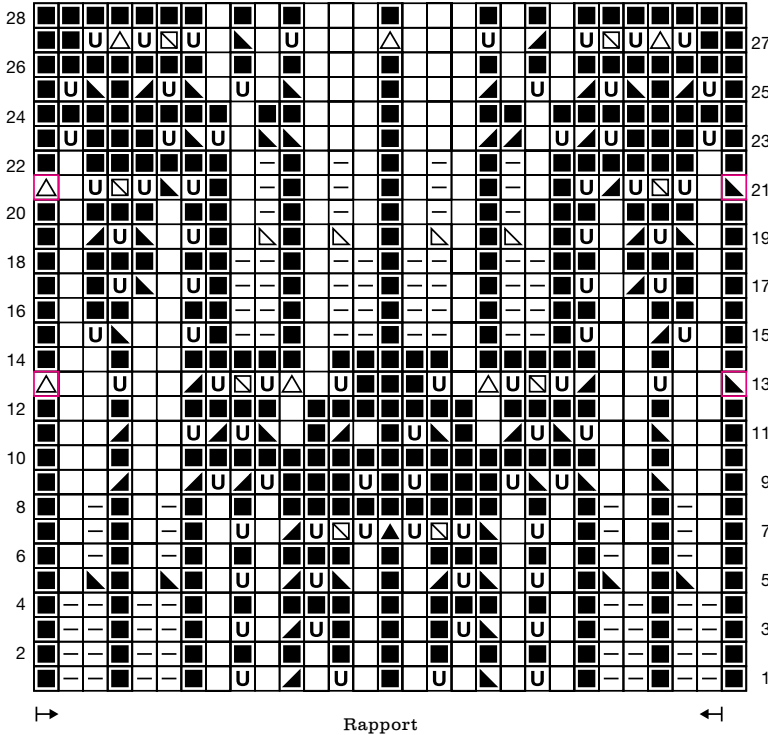 28
U U U U U U U U 27
26
U U U U U U 25
24
U U U U U U 23
22
U U U U U U 21
20
U U U U 19
18
U U U U 17
16
U U U U 15
14
U U U U U U U U 13
12
U U U U U 11
10
U U U U U U 9
8
U U U U U U 7
6
U U U U 5
4
U U U U 3
2
U U U U 1
Rapport